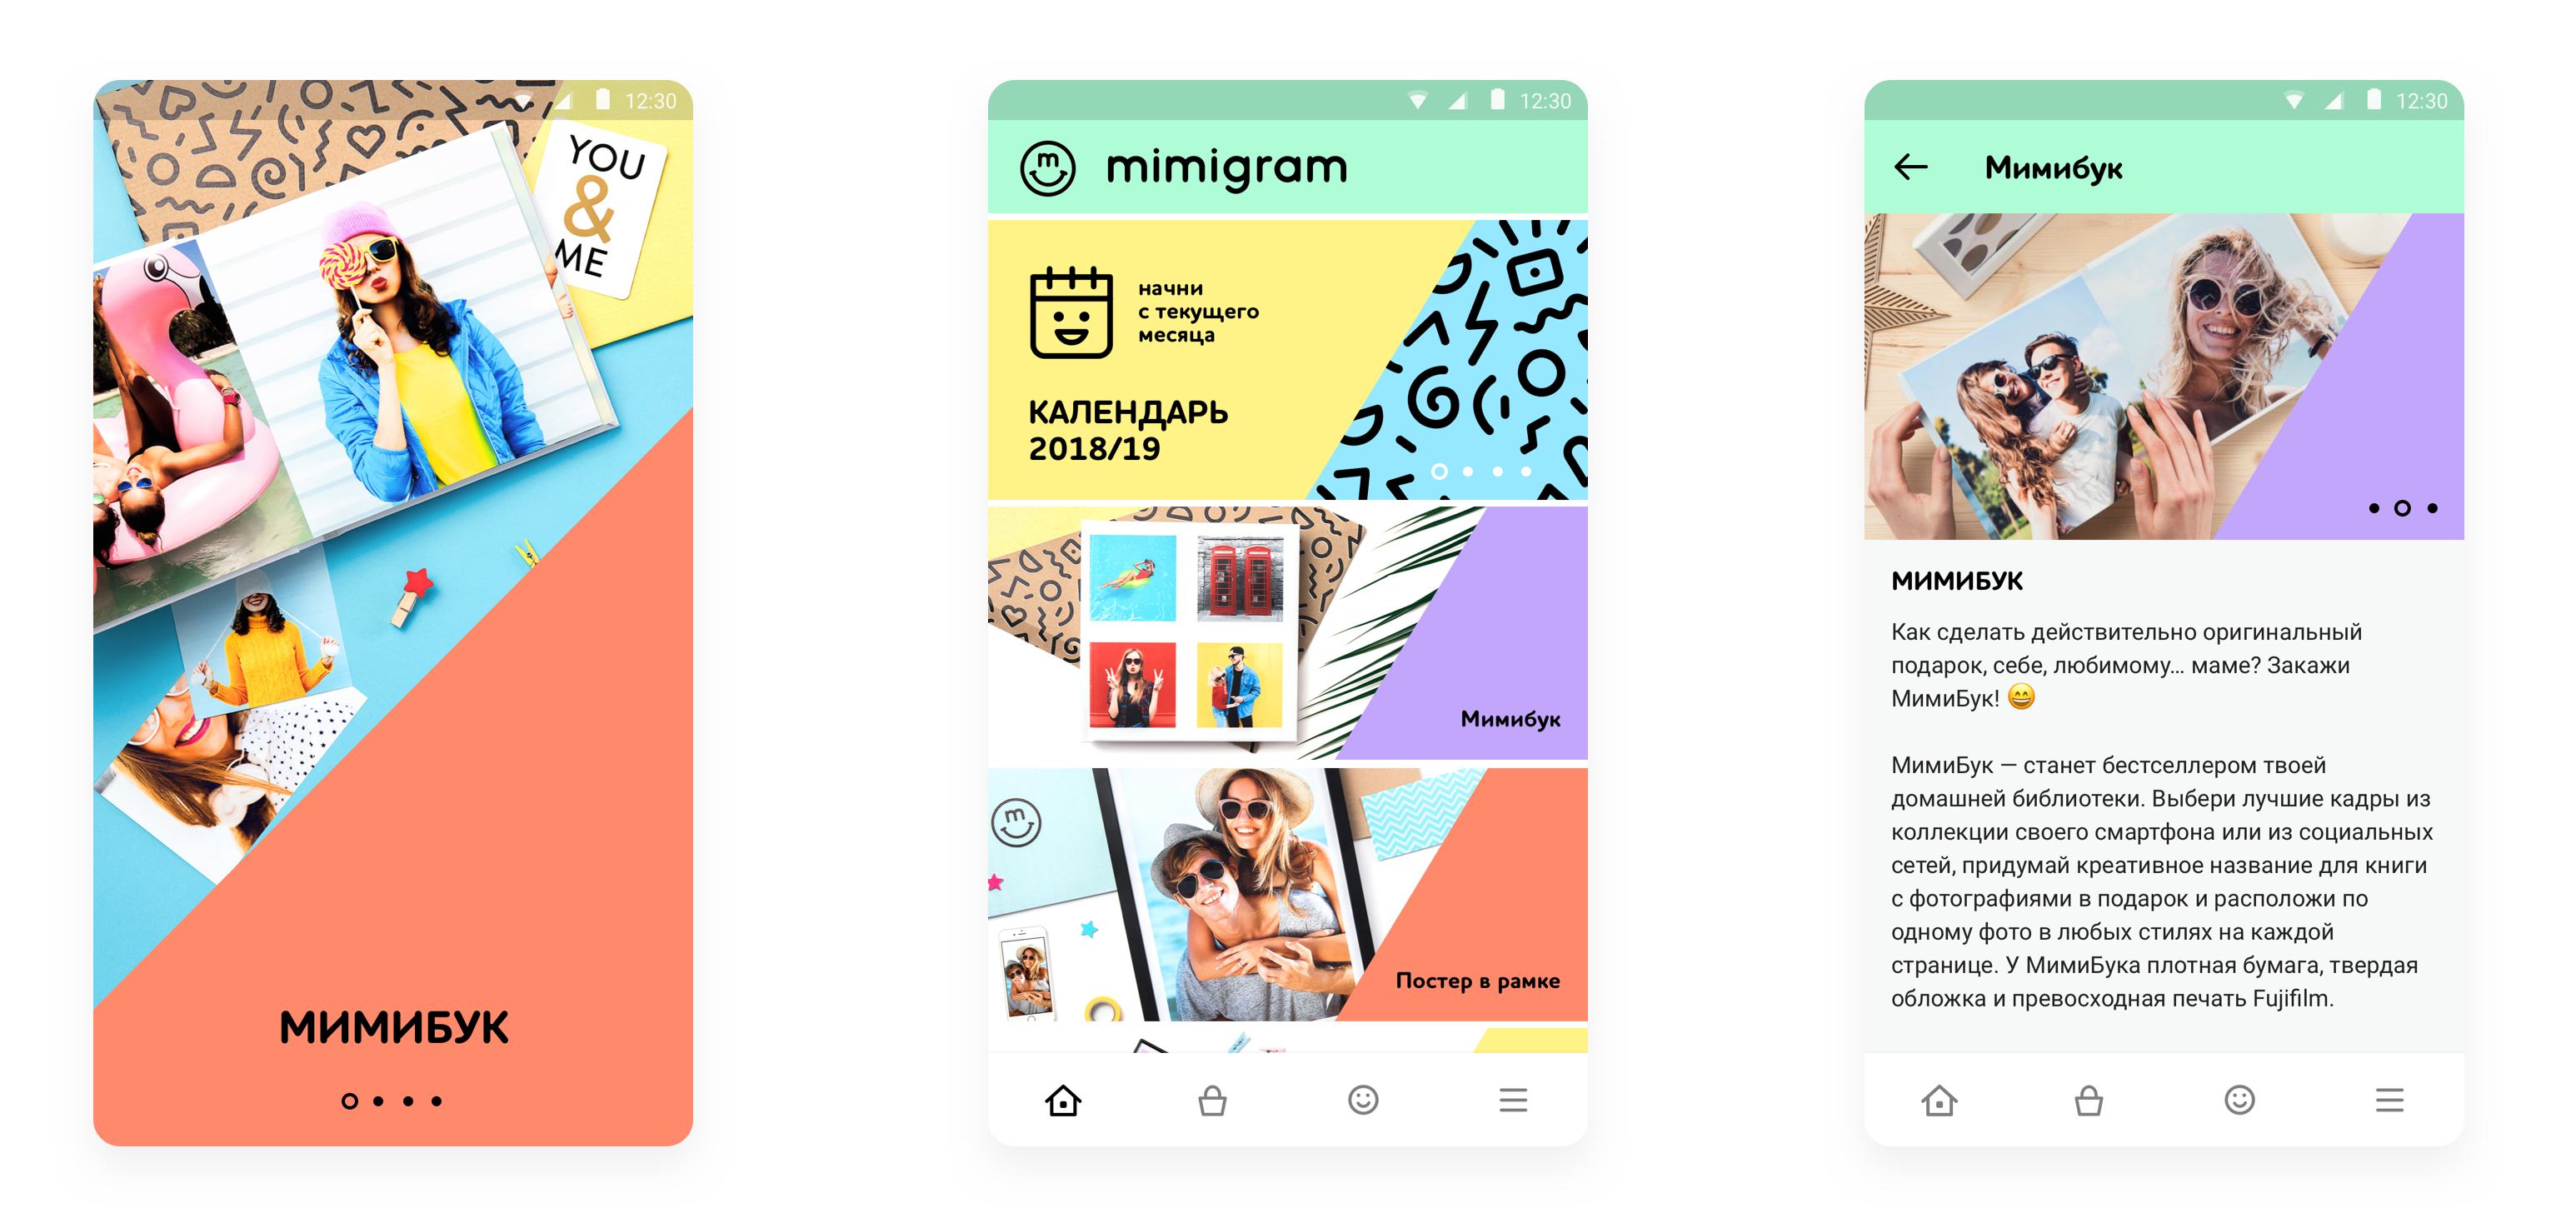 12:30
YOU
&
ME
МИМИБУК
12:30
m
mimigram
начни
с текущего
месяца
КАЛЕНДАРЬ
2018/19
Мимибук
m
Постер в рамке
12:30
Мимибук
МИМИБУК
Как сделать действительно оригинальный
подарок, себе, любимому... маме? Закажи
МимиБук! 😄
МимиБук — станет бестселлером твоей
домашней библиотеки. Выбери лучшие кадры из
коллекции своего смартфона или из социальных
сетей, придумай креативное название для книги
с фотографиями в подарок и расположи по
одному фото в любых стилях на каждой
странице. У МимиБука плотная бумага, твердая
обложка и превосходная печать Fujifilm.